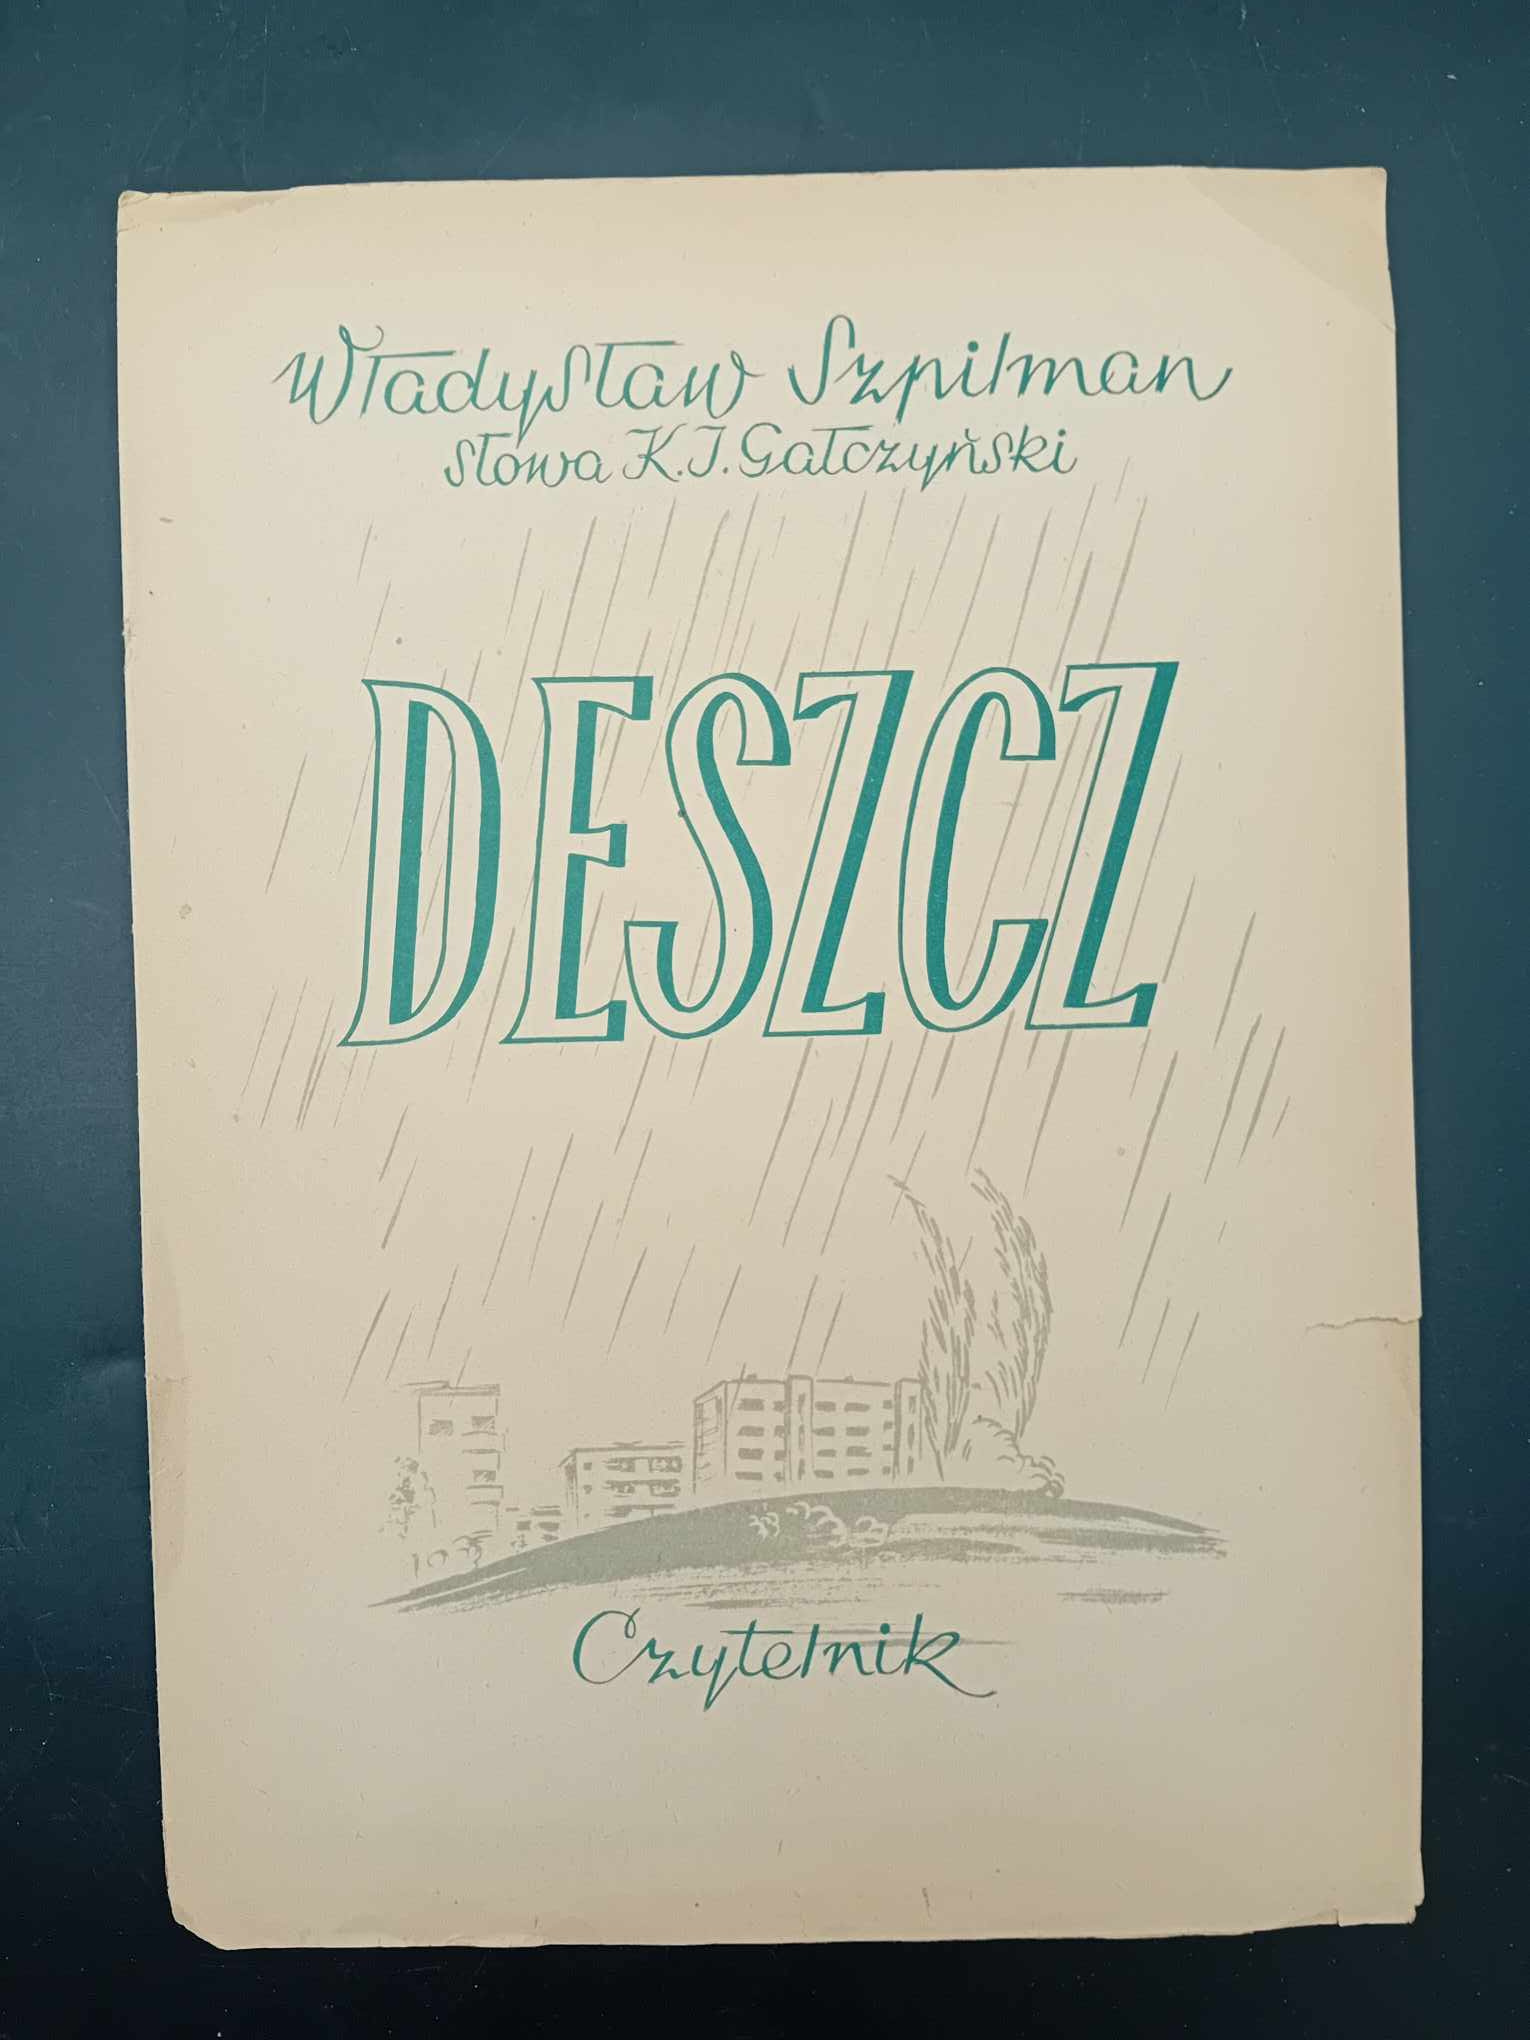 Władysław Szpilman
słowa K.I. Gałczyński
DESZCZ
Czytelnik